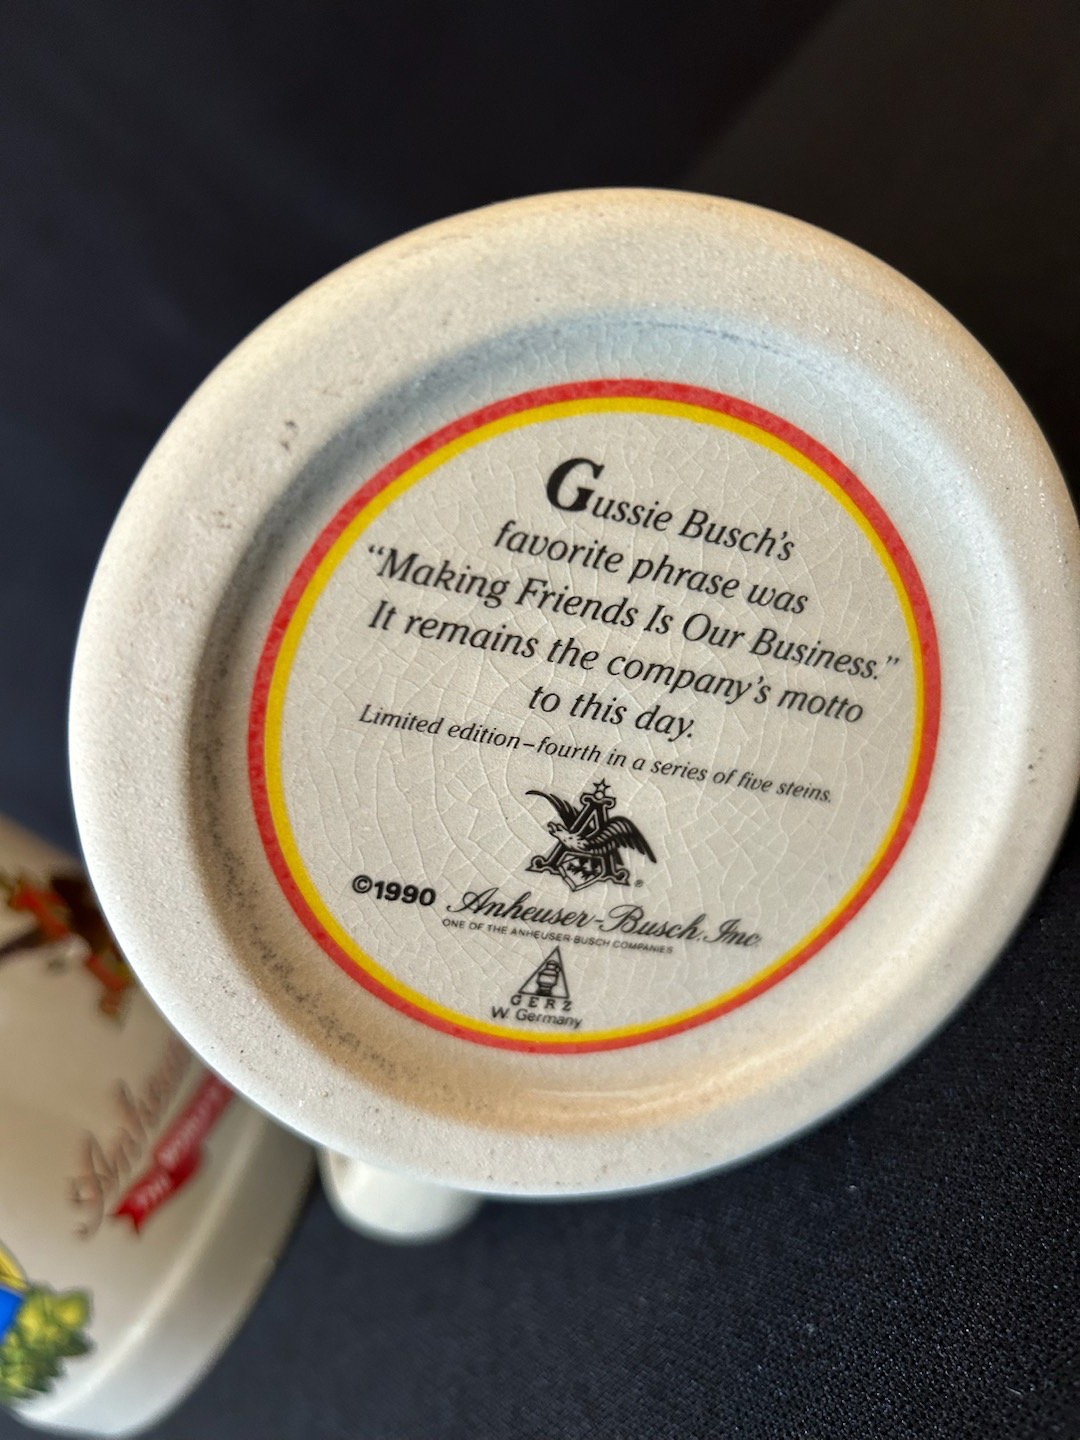 Gussie Busch's
favorite phrase was
“Making Friends Is Our Business.”
It remains the company's motto
to this day.
Limited edition–fourth in a series of five steins.
A
®
©1990 Anheuser-Busch, Inc.
ONE OF THE ANHEUSER-BUSCH COMPANIES
GERZ
W. Germany